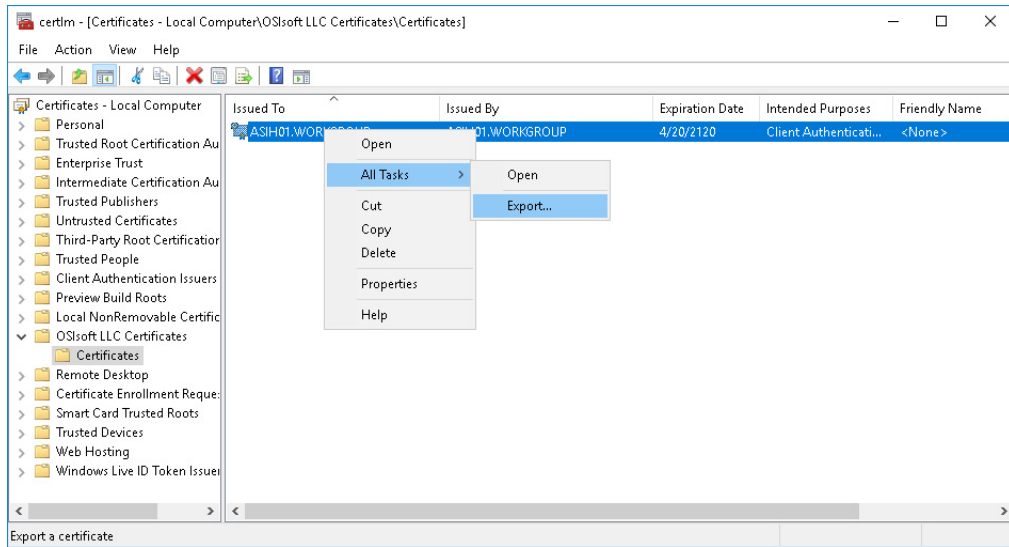 certlm - [Certificates - Local Computer\OSIsoft LLC Certificates\Certificates]
File Action View Help
Certificates - Local Computer
Personal
Trusted Root Certification Au
Enterprise Trust
Intermediate Certification Au
Trusted Publishers
Untrusted Certificates
Third-Party Root Certification
Trusted People
Client Authentication Issuers
Preview Build Roots
Local NonRemovable Certific
OSIsoft LLC Certificates
Certificates
Remote Desktop
Certificate Enrollment Reque
Smart Card Trusted Roots
Trusted Devices
Web Hosting
Windows Live ID Token Issuer
Issued To Issued By Expiration Date Intended Purposes Friendly Name
ASIH01.WORKGROUP ASIH01.WORKGROUP 4/20/2120 Client Authenticati... <None>
Open
All Tasks
Cut
Copy
Delete
Properties
Help
Open
Export...
Export a certificate